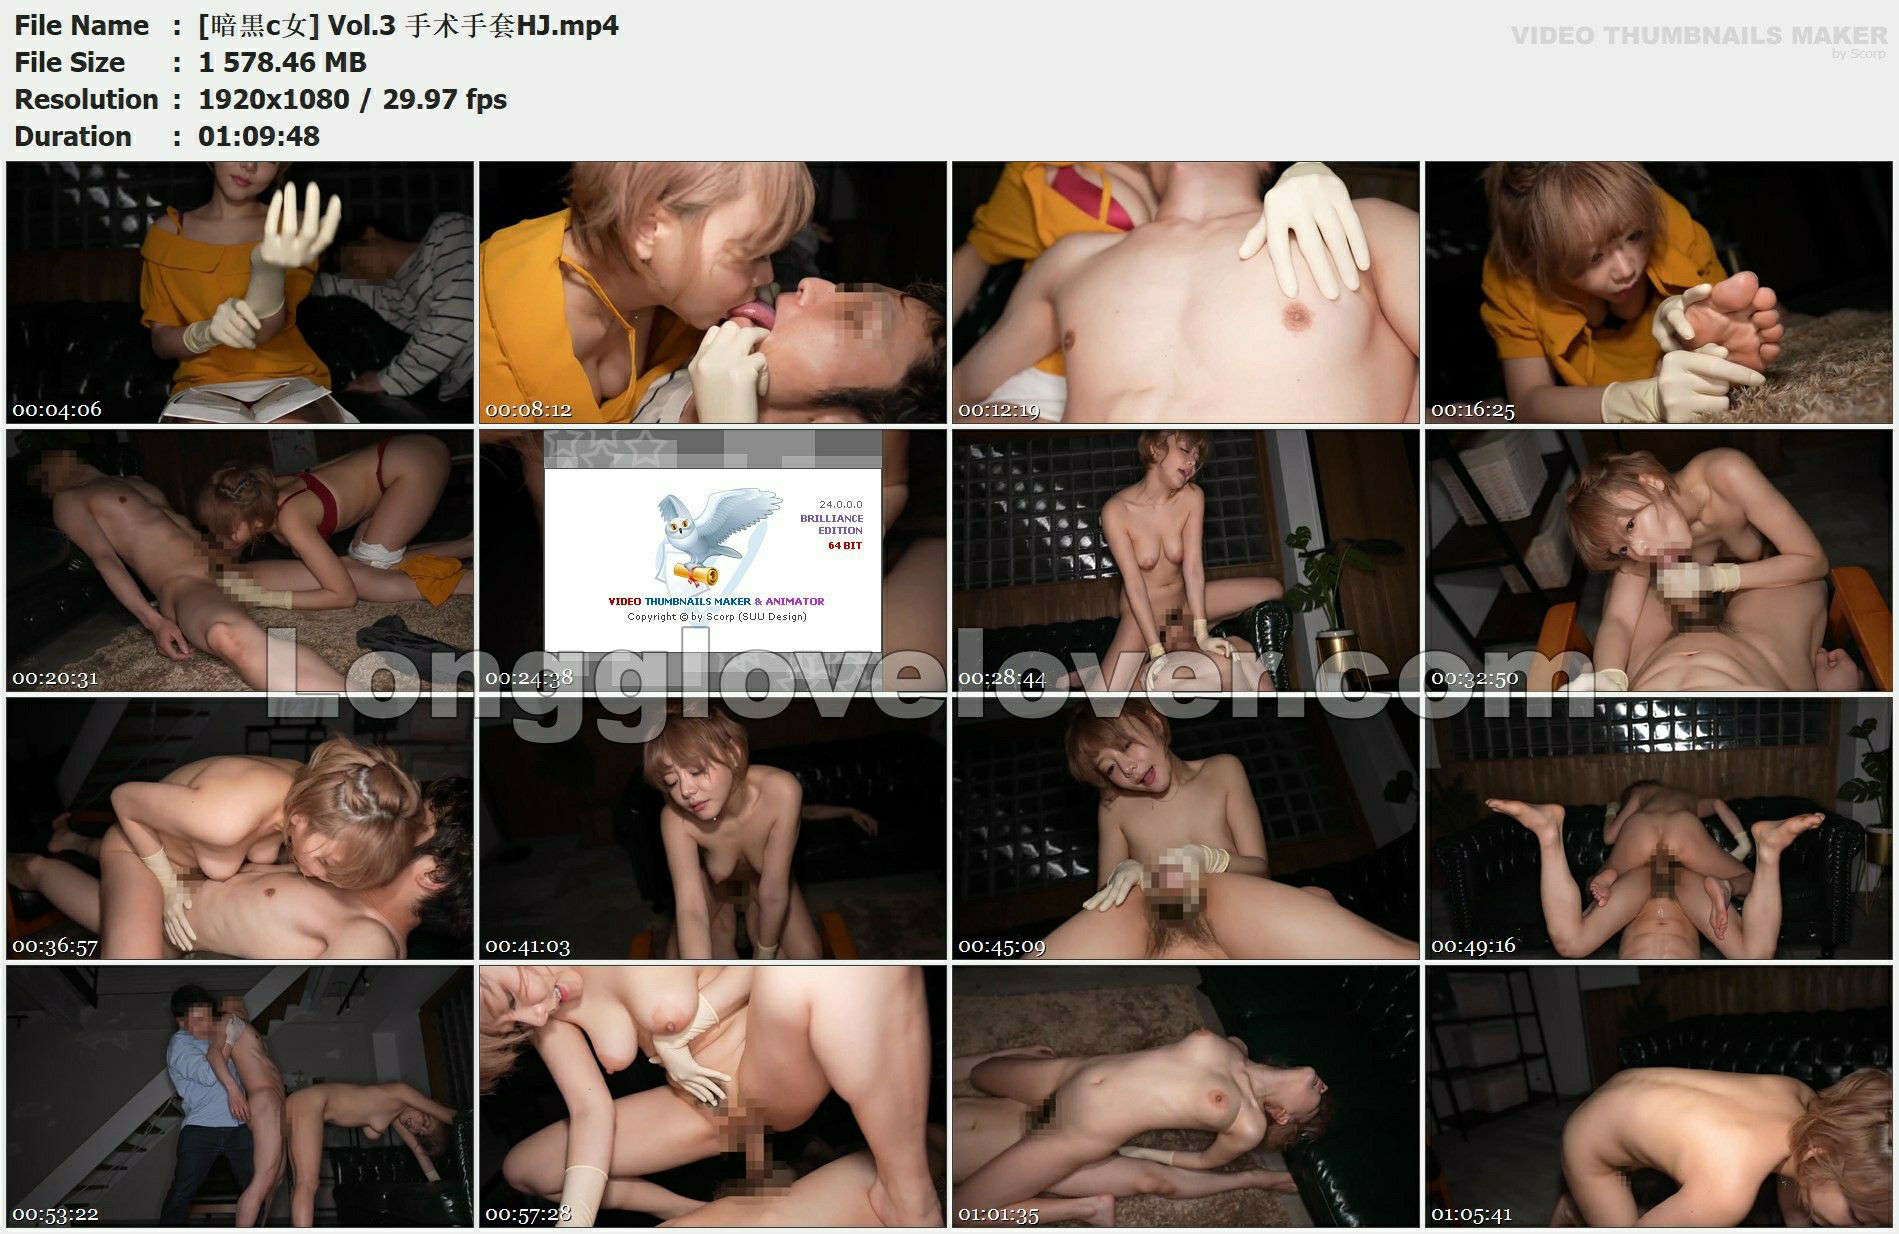 File Name : [暗黒c女] Vol.3 手术手套HJ.mp4
VIDEO THUMBNAILS MAKER
by Scorp
File Size : 1 578.46 MB
Resolution : 1920x1080 / 29.97 fps
Duration : 01:09:48
00:04:06
00:08:12
00:12:19
00:16:25
24.0.0.0
BRILLIANCE
EDITION
64 BIT
VIDEO THUMBNAILS MAKER & ANIMATOR
Copyright © by Scorp (SUU Design)
00:20:31
00:24:38
00:28:44
00:32:50
Longglovelover.com
00:36:57
00:41:03
00:45:09
00:49:16
00:53:22
00:57:28
01:01:35
01:05:41